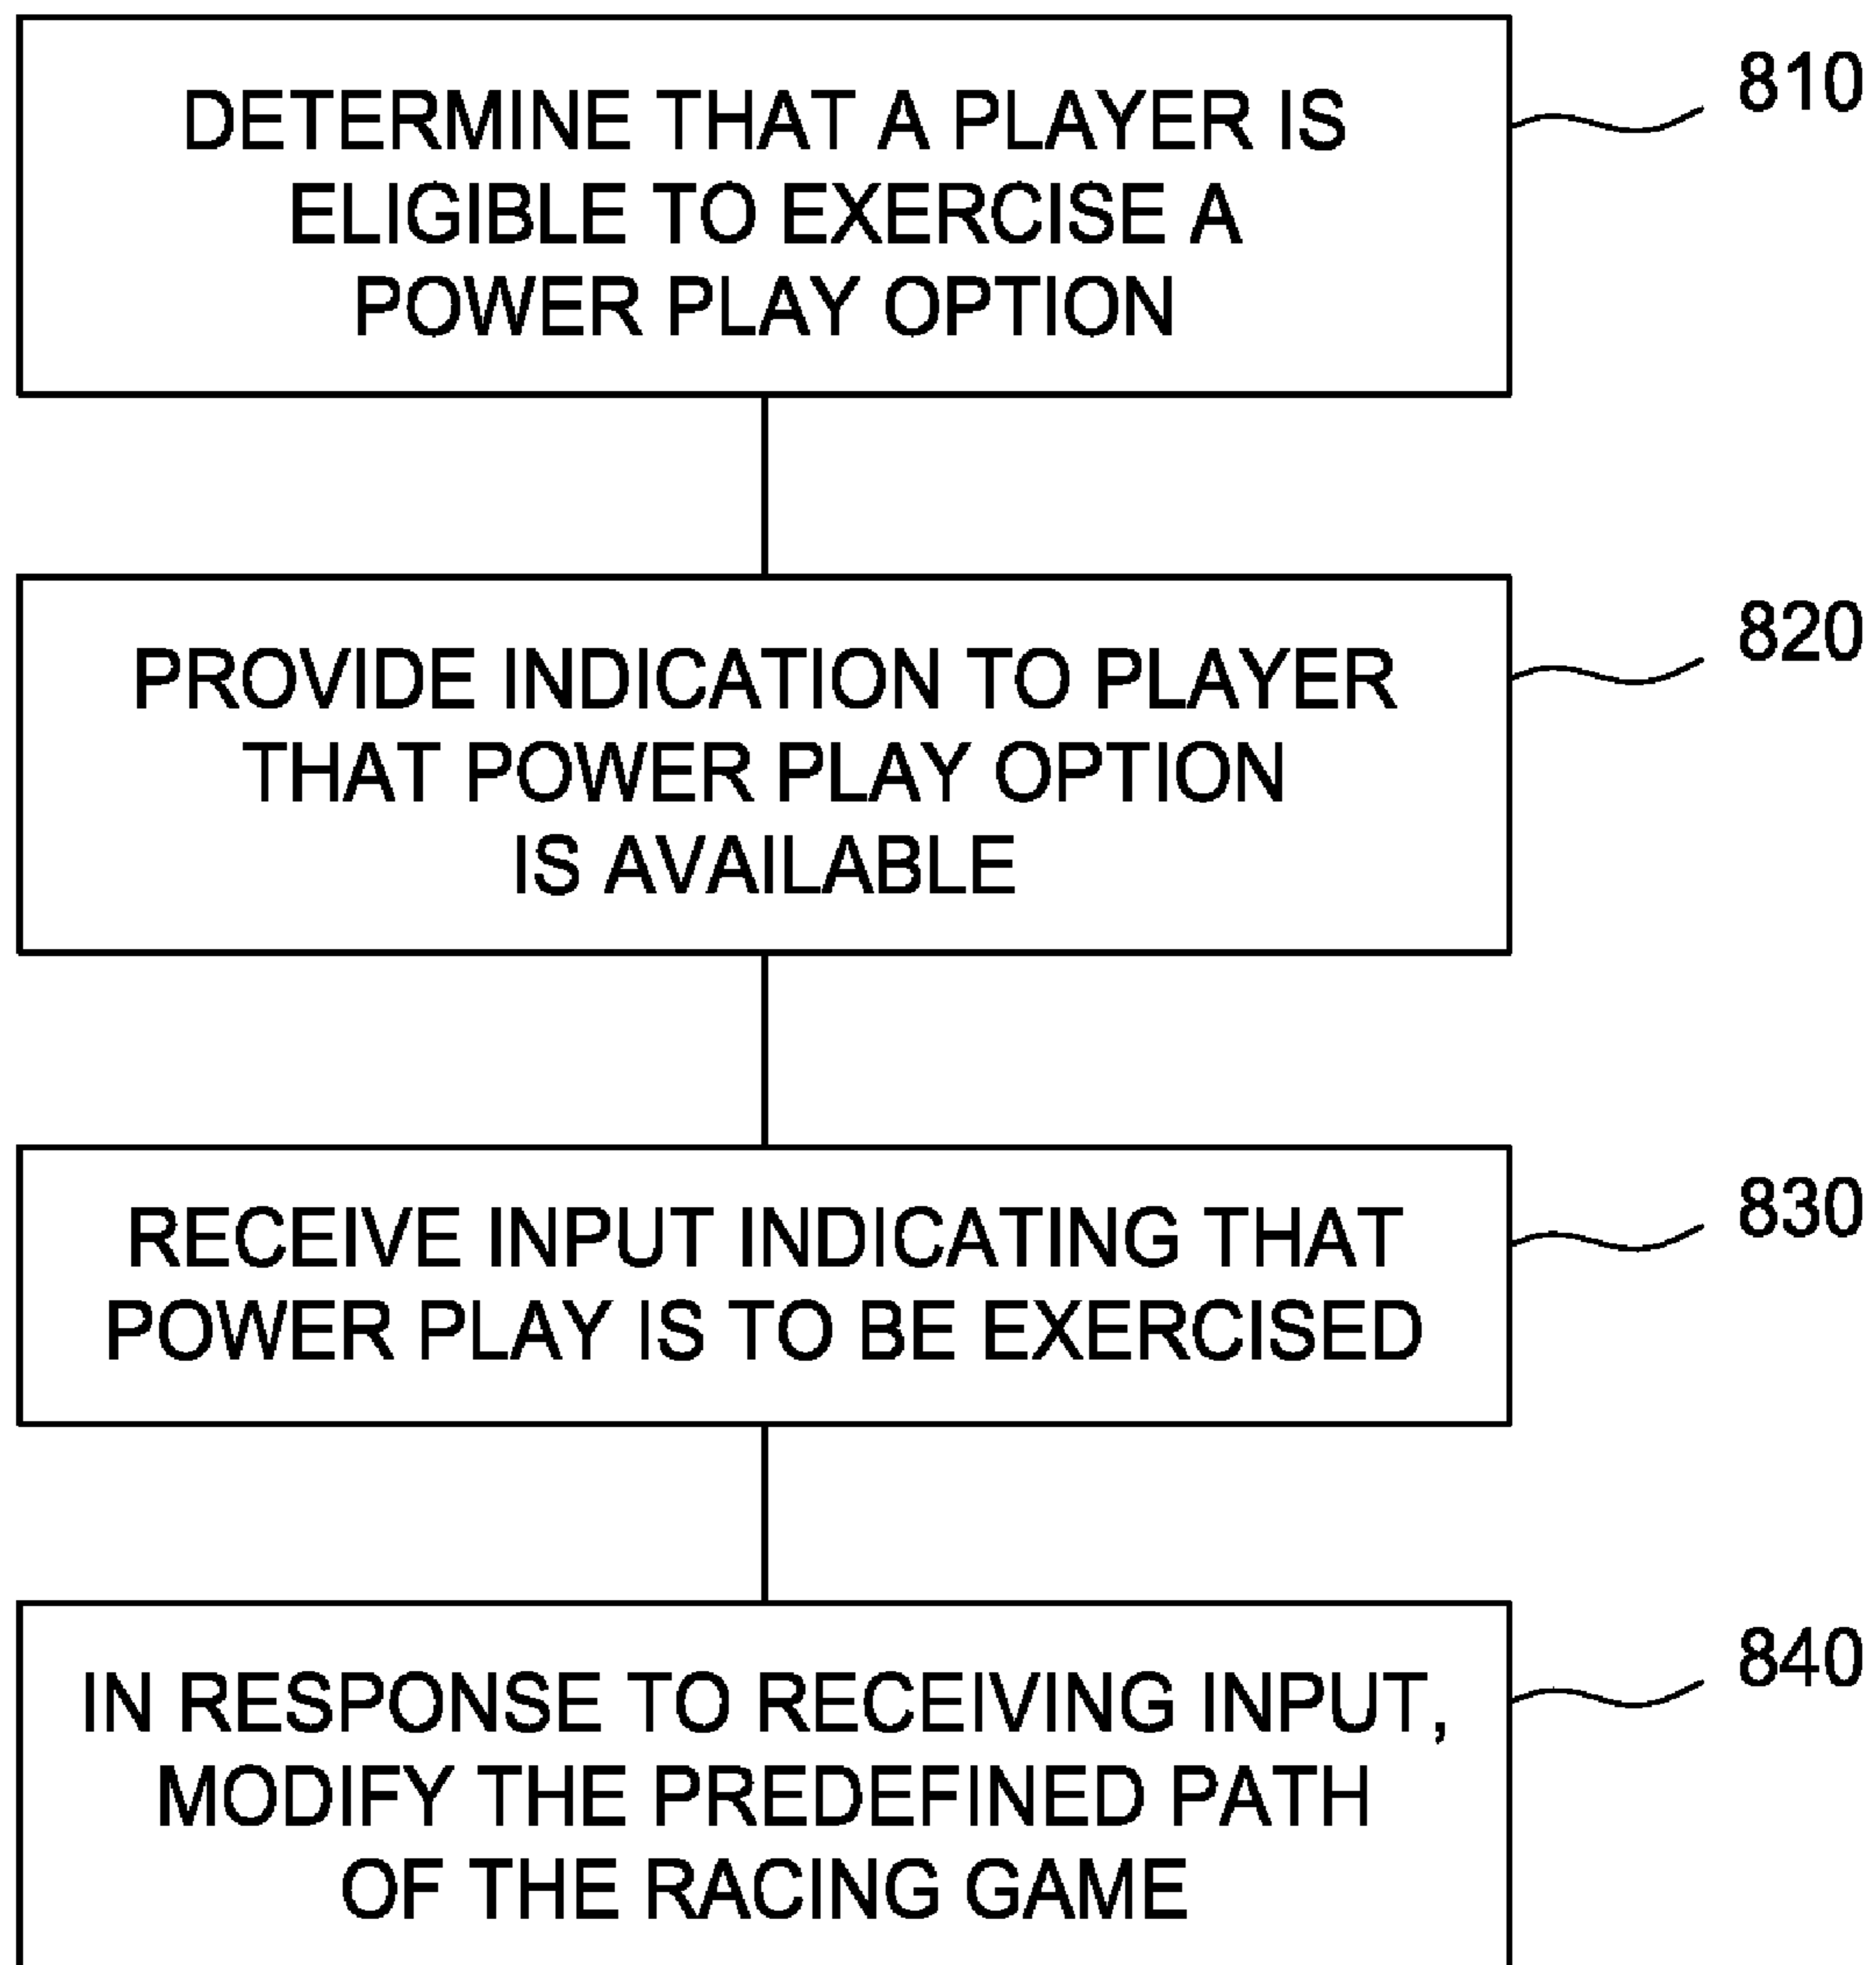 DETERMINE THAT A PLAYER IS
ELIGIBLE TO EXERCISE A
POWER PLAY OPTION
810
PROVIDE INDICATION TO PLAYER
THAT POWER PLAY OPTION
IS AVAILABLE
820
RECEIVE INPUT INDICATING THAT
POWER PLAY IS TO BE EXERCISED
830
IN RESPONSE TO RECEIVING INPUT,
MODIFY THE PREDEFINED PATH
OF THE RACING GAME
840